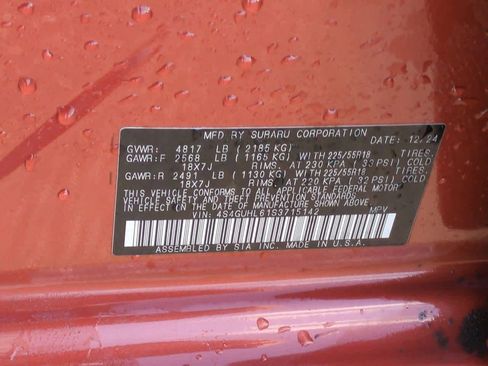 MFD BY SUBARU CORPORATION DATE: 12/24
GVWR: 4817 LB (2185 KG)
GAWR:F 2568 LB (1165 KG) WITH 225/55R18 TIRES,
18X7J RIMS, AT 230 KPA (33PSI) COLD
GAWR:R 2491 LB (1130 KG) WITH 225/55R18 TIRES,
18X7J RIMS, AT 220 KPA (32 PSI) COLD
THIS VEHICLE CONFORMS TO ALL APPLICABLE FEDERAL MOTOR
VEHICLE SAFETY AND BUMPER AND THEFT PREVENTION
STANDARDS IN EFFECT ON THE DATE OF MANUFACTURE SHOWN ABOVE.
VIN: 4S4GUHL61S3715142 MPV
ASSEMBLED BY SIA INC. MADE IN U.S.A.